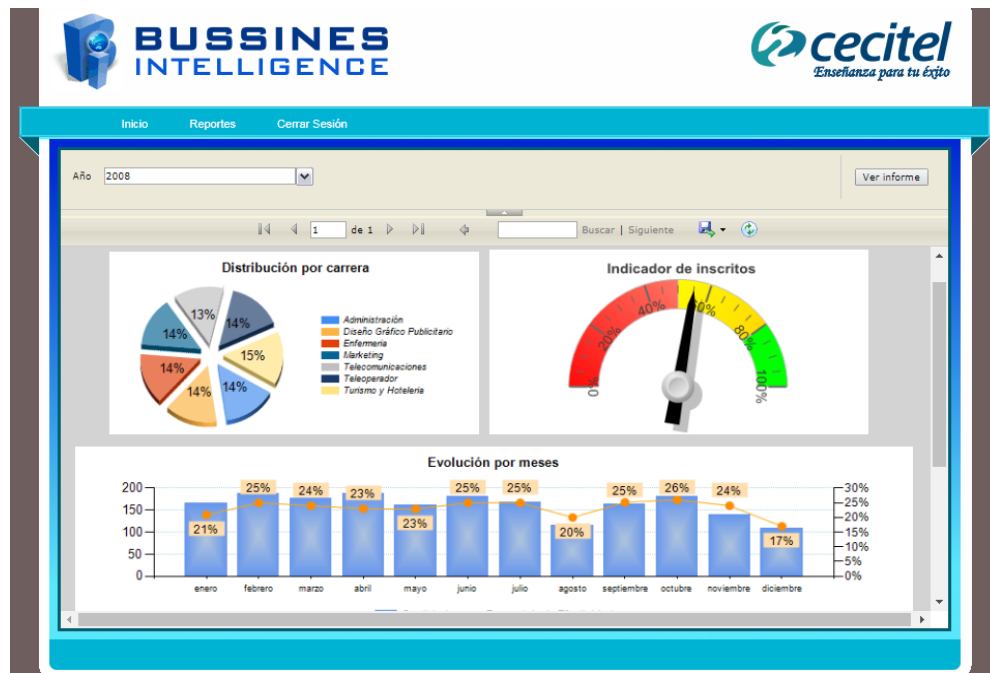 BUSSINES
INTELLIGENCE
cecitel
Enseñanza para tu éxito
Inicio Reportes Cerrar Sesión
Año 2008 Ver informe
1 de 1 Buscar | Siguiente
Distribución por carrera
13%
14%
15%
14%
14%
14%
14%
Administración
Diseño Gráfico Publicitario
Enfermeria
Marketing
Telecomunicaciones
Teleoperador
Turismo y Hoteleria
Indicador de inscritos
0%
20%
40%
60%
80%
100%
Evolución por meses
200
150
100
50
0
21%
25%
24%
23%
23%
25%
25%
20%
25%
26%
24%
17%
30%
25%
20%
15%
10%
5%
0%
enero febrero marzo abril mayo junio julio agosto septiembre octubre noviembre diciembre